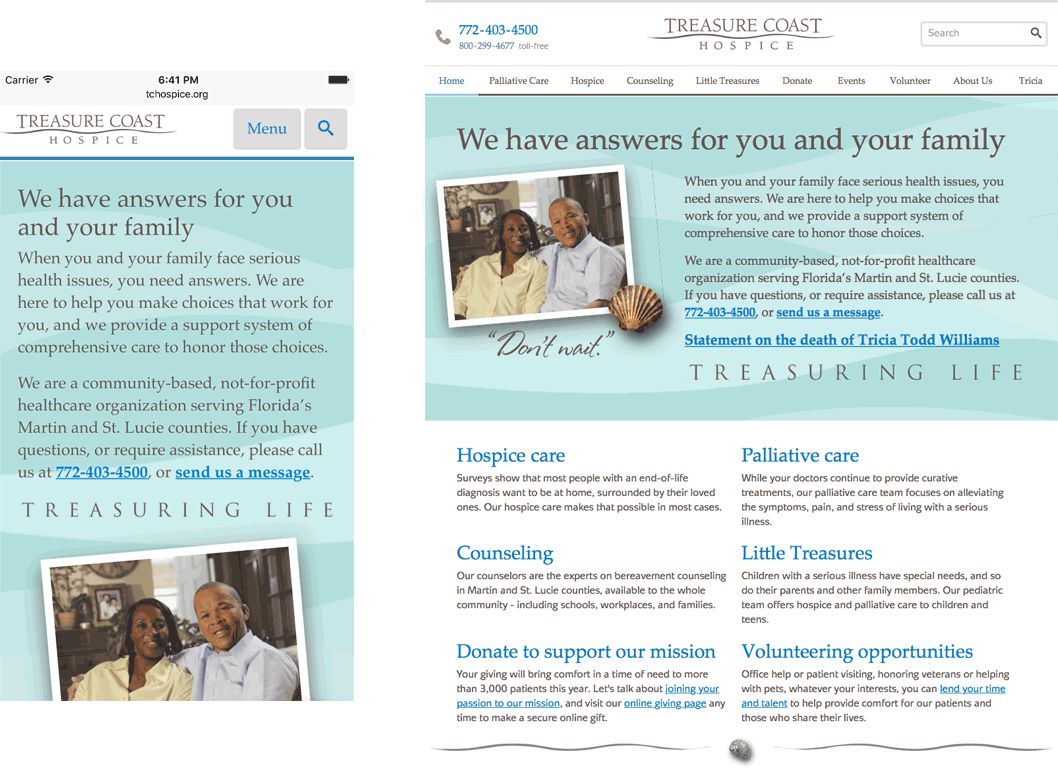 Carrier 6:41 PM
tchospice.org
TREASURE COAST
HOSPICE
Menu
We have answers for you
and your family
When you and your family face serious
health issues, you need answers. We are
here to help you make choices that work for
you, and we provide a support system of
comprehensive care to honor those choices.
We are a community-based, not-for-profit
healthcare organization serving Florida's
Martin and St. Lucie counties. If you have
questions, or require assistance, please call
us at 772-403-4500, or send us a message.
TREASURING LIFE
772-403-4500
800-299-4677 toll-free
TREASURE COAST
HOSPICE
Search
Home Palliative Care Hospice Counseling Little Treasures Donate Events Volunteer About Us Tricia
We have answers for you and your family
"Don't wait."
When you and your family face serious health issues, you
need answers. We are here to help you make choices that
work for you, and we provide a support system of
comprehensive care to honor those choices.
We are a community-based, not-for-profit healthcare
organization serving Florida's Martin and St. Lucie counties.
If you have questions, or require assistance, please call us at
772-403-4500, or send us a message.
Statement on the death of Tricia Todd Williams
TREASURING LIFE
Hospice care
Surveys show that most people with an end-of-life
diagnosis want to be at home, surrounded by their loved
ones. Our hospice care makes that possible in most cases.
Palliative care
While your doctors continue to provide curative
treatments, our palliative care team focuses on alleviating
the symptoms, pain, and stress of living with a serious
illness.
Counseling
Our counselors are the experts on bereavement counseling
in Martin and St. Lucie counties, available to the whole
community - including schools, workplaces, and families.
Little Treasures
Children with a serious illness have special needs, and so
do their parents and other family members. Our pediatric
team offers hospice and palliative care to children and
teens.
Donate to support our mission
Your giving will bring comfort in a time of need to more
than 3,000 patients this year. Let's talk about joining your
passion to our mission, and visit our online giving page any
time to make a secure online gift.
Volunteering opportunities
Office help or patient visiting, honoring veterans or helping
with pets, whatever your interests, you can lend your time
and talent to help provide comfort for our patients and
those who share their lives.